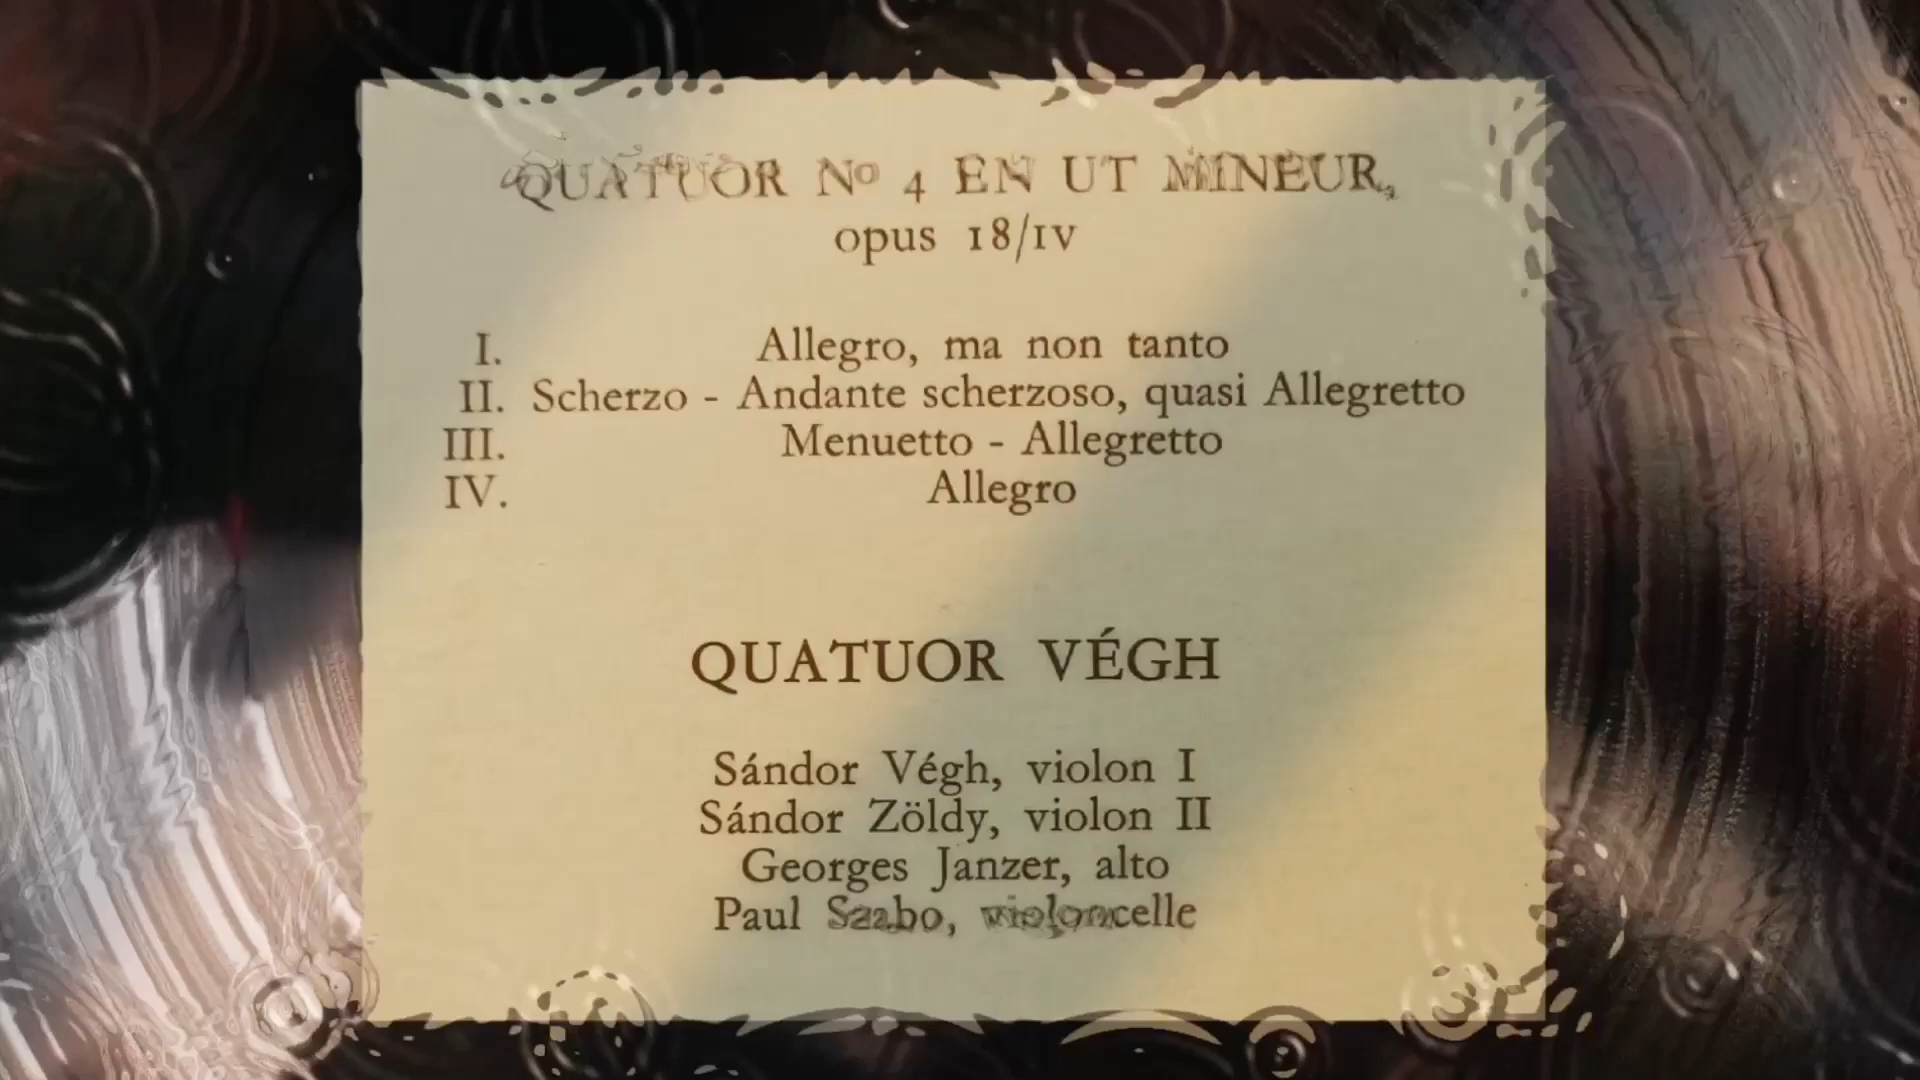 QUATUOR Nº 4 EN UT MINEUR,
opus 18/IV
I. Allegro, ma non tanto
II. Scherzo - Andante scherzoso, quasi Allegretto
III. Menuetto - Allegretto
IV. Allegro
QUATUOR VÉGH
Sándor Végh, violon I
Sándor Zöldy, violon II
Georges Janzer, alto
Paul Szabo, violoncelle